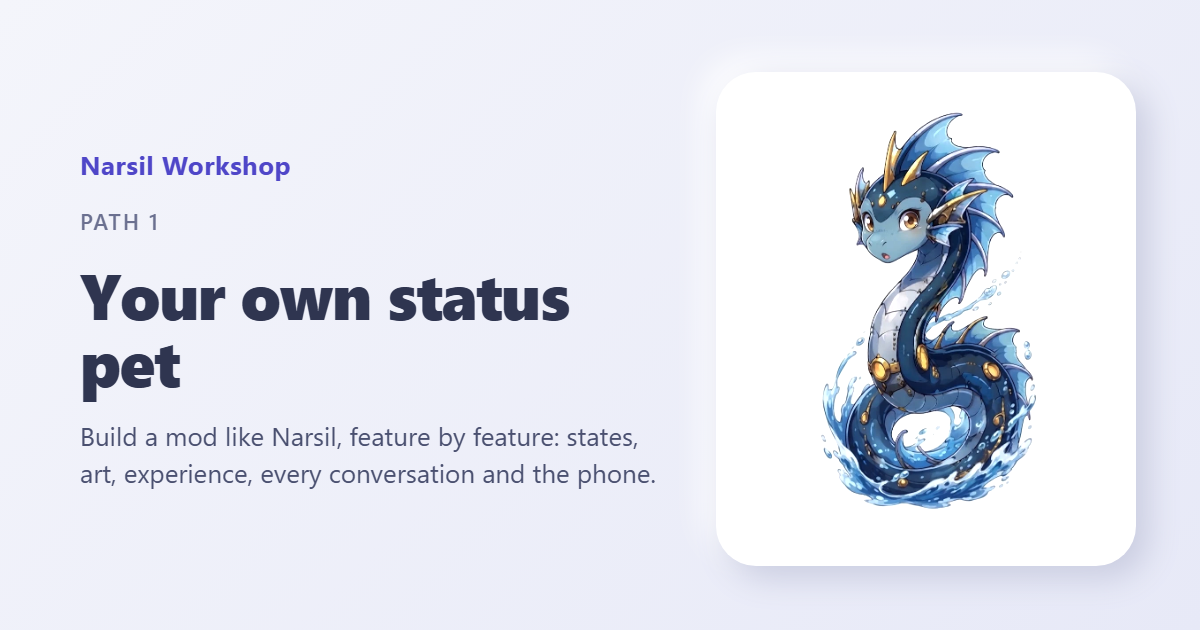 Narsil Workshop
PATH 1
Your own status
pet
Build a mod like Narsil, feature by feature: states,
art, experience, every conversation and the phone.